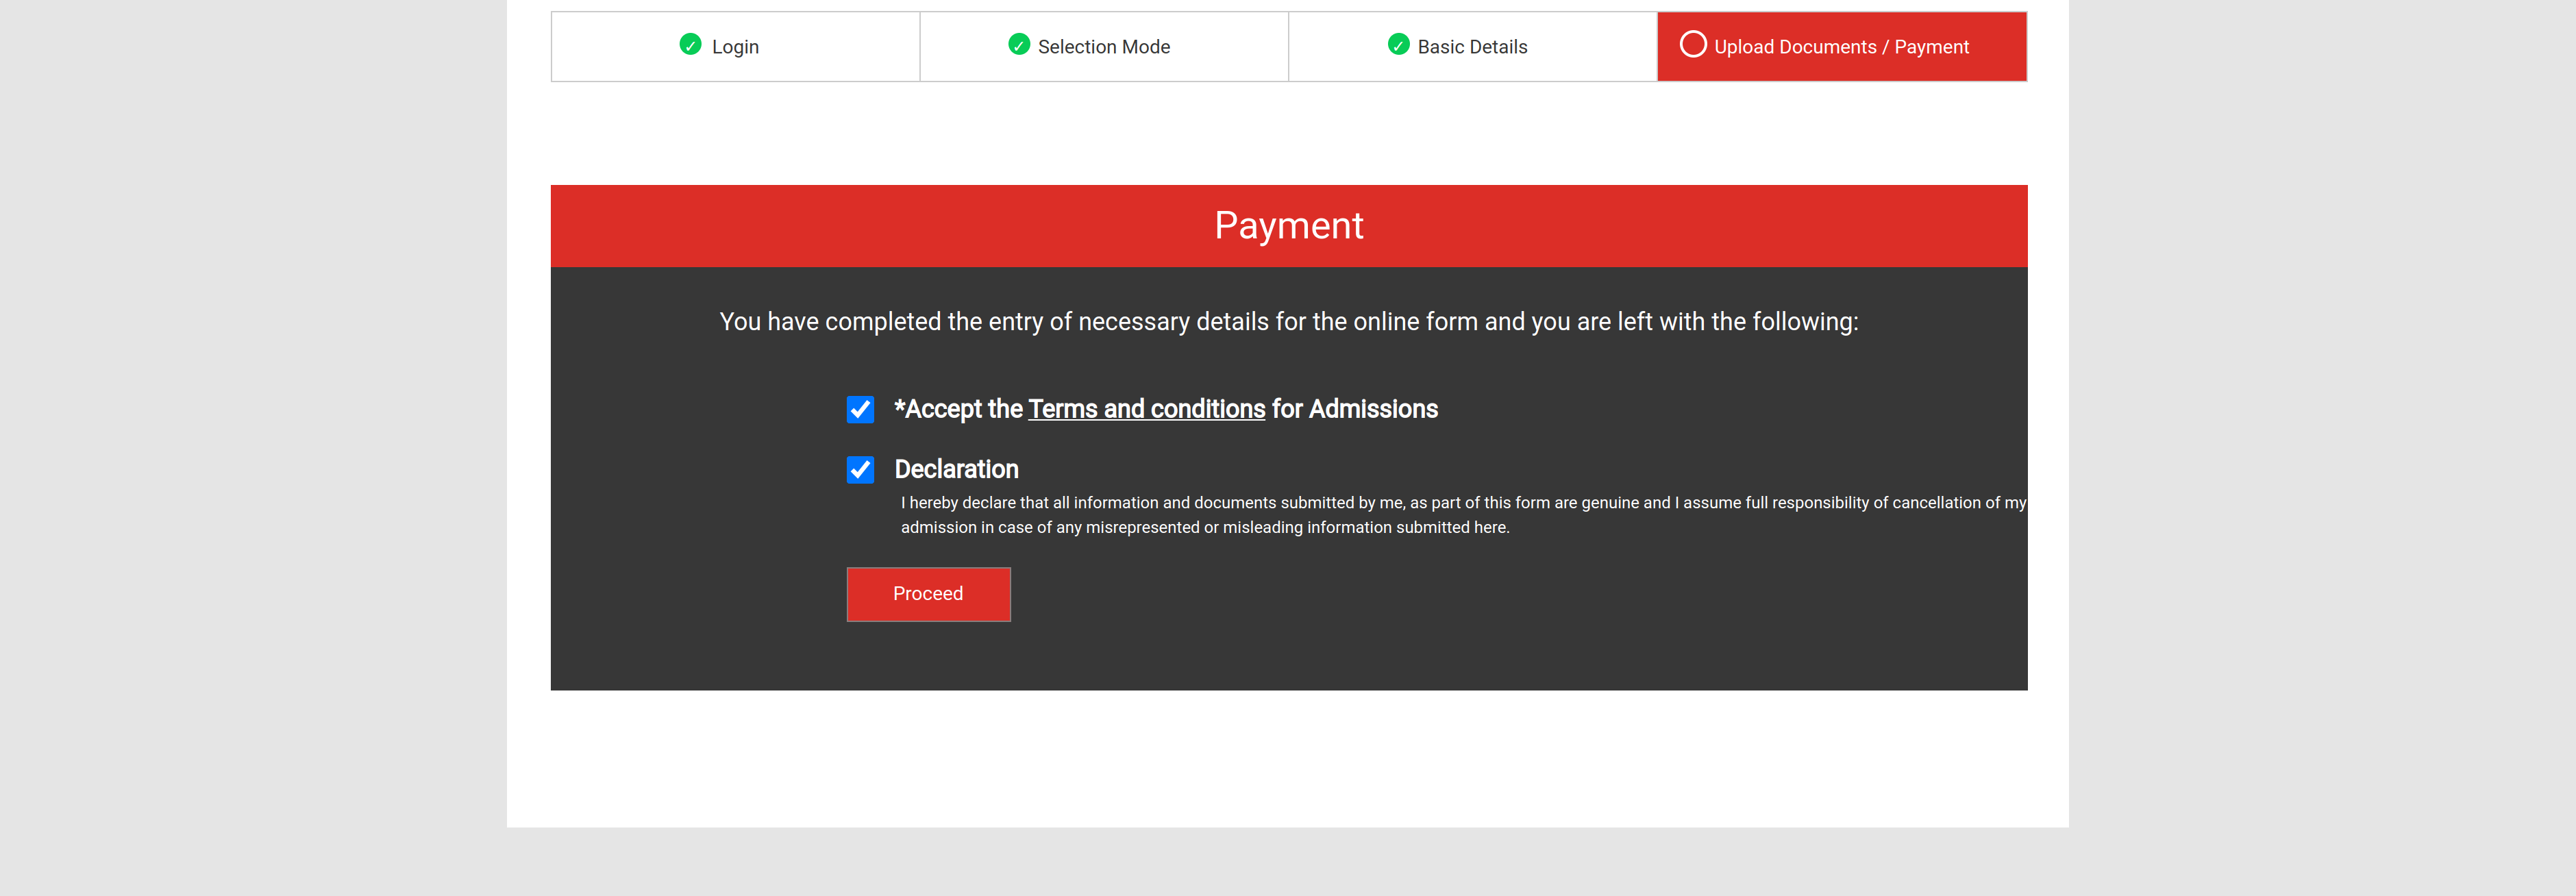 Login
Selection Mode
Basic Details
Upload Documents / Payment
Payment
You have completed the entry of necessary details for the online form and you are left with the following:
*Accept the Terms and conditions for Admissions
Declaration
I hereby declare that all information and documents submitted by me, as part of this form are genuine and I assume full responsibility of cancellation of my
admission in case of any misrepresented or misleading information submitted here.
Proceed